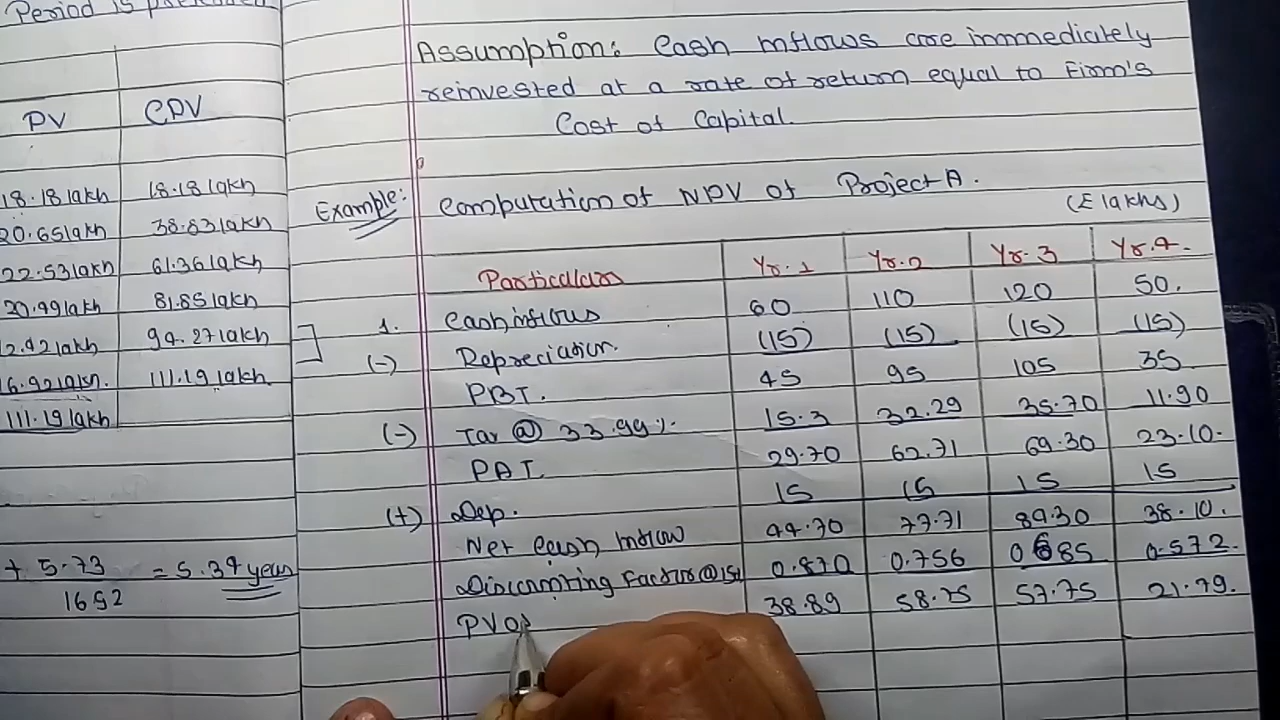 Period is
PV CPV
18.18 lakh 18.18 lakh
20.65 lakh 38.83 lakh
22.53 lakh 61.36 lakh
20.49 lakh 81.85 lakh
2.42 lakh 94.27 lakh
6.92 lakh. 111.19 lakh
111.19 lakh
+ 5.73 = 5.34 years
1692
Assumption: Cash inflows are immediately
reinvested at a rate of return equal to Firm's
Cost of Capital.
Example: Computation of NPV of Project A.
(₤ lakhs)
Particulars Yr.1 Yr.2 Yr.3 Yr.4.
1. Cash inflows 60 110 120 50.
(-) Depreciation. (15) (15) (15) (15)
PBT. 45 95 105 35.
(-) Tax @ 33.99%. 15.3 32.29 35.70 11.90
PAT. 29.70 62.71 69.30 23.10.
(+) Dep. 15 15 15 15
Net cash Inflow 44.70 77.71 84.30 38.10.
Discounting Factor @ 15% 0.870 0.756 0.685 0.572.
38.89 58.75 57.75 21.79.
PV of